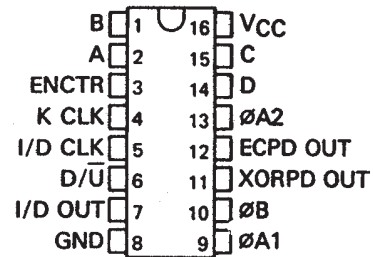 B 1 16 VCC
A 2 15 C
ENCTR 3 14 D
K CLK 4 13 ØA2
I/D CLK 5 12 ECPD OUT
D/U̅ 6 11 XORPD OUT
I/D OUT 7 10 ØB
GND 8 9 ØA1